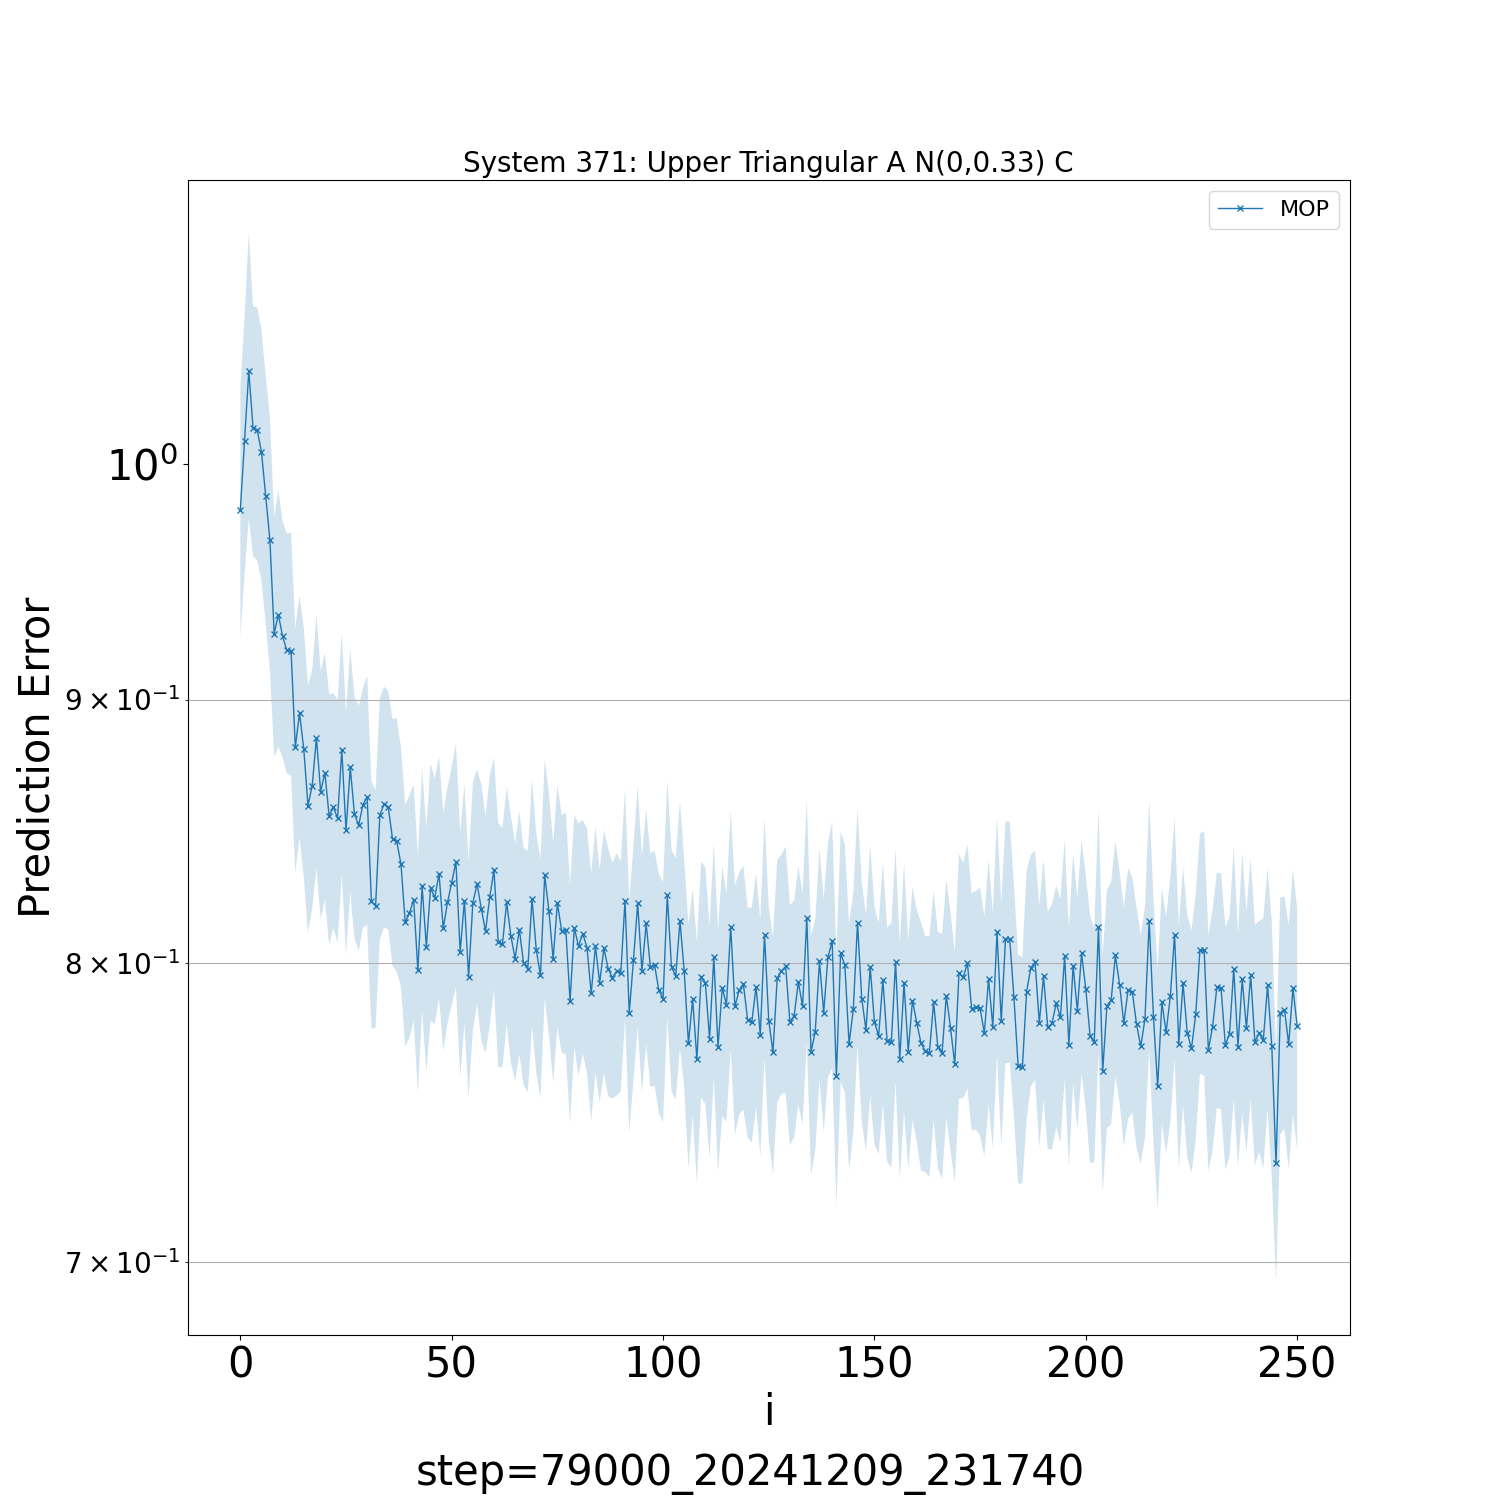 System 371: Upper Triangular A N(0,0.33) C
MOP
10⁰
9 × 10⁻¹
8 × 10⁻¹
7 × 10⁻¹
Prediction Error
0 50 100 150 200 250
i
step=79000_20241209_231740